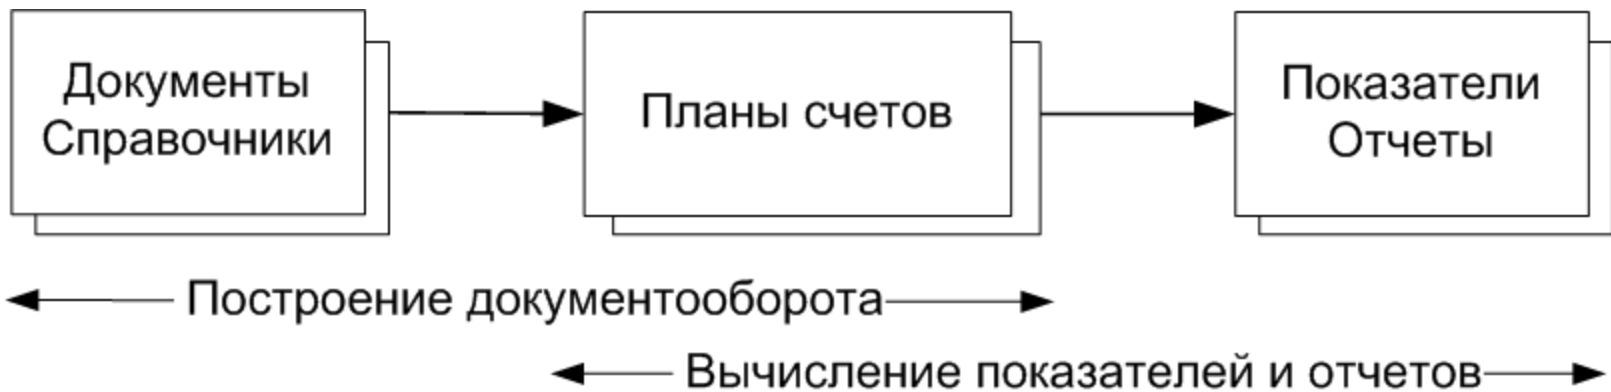 Документы
Справочники
Планы счетов
Показатели
Отчеты
Построение документооборота
Вычисление показателей и отчетов